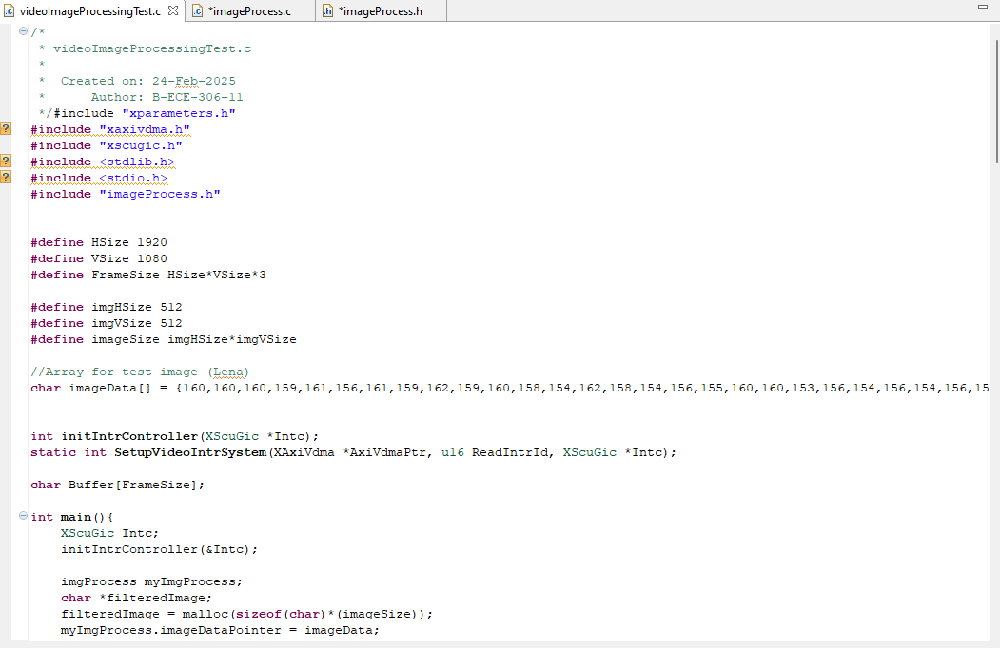 videoImageProcessingTest.c *imageProcess.c *imageProcess.h
/*
 * videoImageProcessingTest.c
 *
 *  Created on: 24-Feb-2025
 *      Author: B-ECE-306-11
 */#include "xparameters.h"
#include "xaxivdma.h"
#include "xscugic.h"
#include <stdlib.h>
#include <stdio.h>
#include "imageProcess.h"
#define HSize 1920
#define VSize 1080
#define FrameSize HSize*VSize*3
#define imgHSize 512
#define imgVSize 512
#define imageSize imgHSize*imgVSize
//Array for test image (Lena)
char imageData[] = {160,160,160,159,161,156,161,159,162,159,160,158,154,162,158,154,156,155,160,160,153,156,154,156,154,156,15
int initIntrController(XScuGic *Intc);
static int SetupVideoIntrSystem(XAxiVdma *AxiVdmaPtr, u16 ReadIntrId, XScuGic *Intc);
char Buffer[FrameSize];
int main(){
    XScuGic Intc;
    initIntrController(&Intc);
    imgProcess myImgProcess;
    char *filteredImage;
    filteredImage = malloc(sizeof(char)*(imageSize));
    myImgProcess.imageDataPointer = imageData;